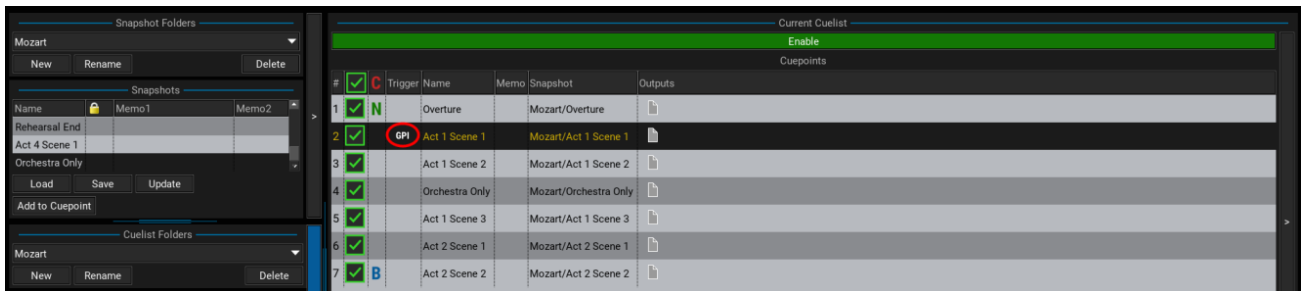 Snapshot Folders
Mozart
New Rename Delete
Snapshots
Name Memo1 Memo2
Rehearsal End
Act 4 Scene 1
Orchestra Only
Load Save Update
Add to Cuepoint
Cuelist Folders
Mozart
New Rename Delete
>
Current Cuelist
Enable
Cuepoints
# C Trigger Name Memo Snapshot Outputs
1 N Overture Mozart/Overture
2 GPI Act 1 Scene 1 Mozart/Act 1 Scene 1
3 Act 1 Scene 2 Mozart/Act 1 Scene 2
4 Orchestra Only Mozart/Orchestra Only
5 Act 1 Scene 3 Mozart/Act 1 Scene 3
6 Act 2 Scene 1 Mozart/Act 2 Scene 1
7 B Act 2 Scene 2 Mozart/Act 2 Scene 2
>